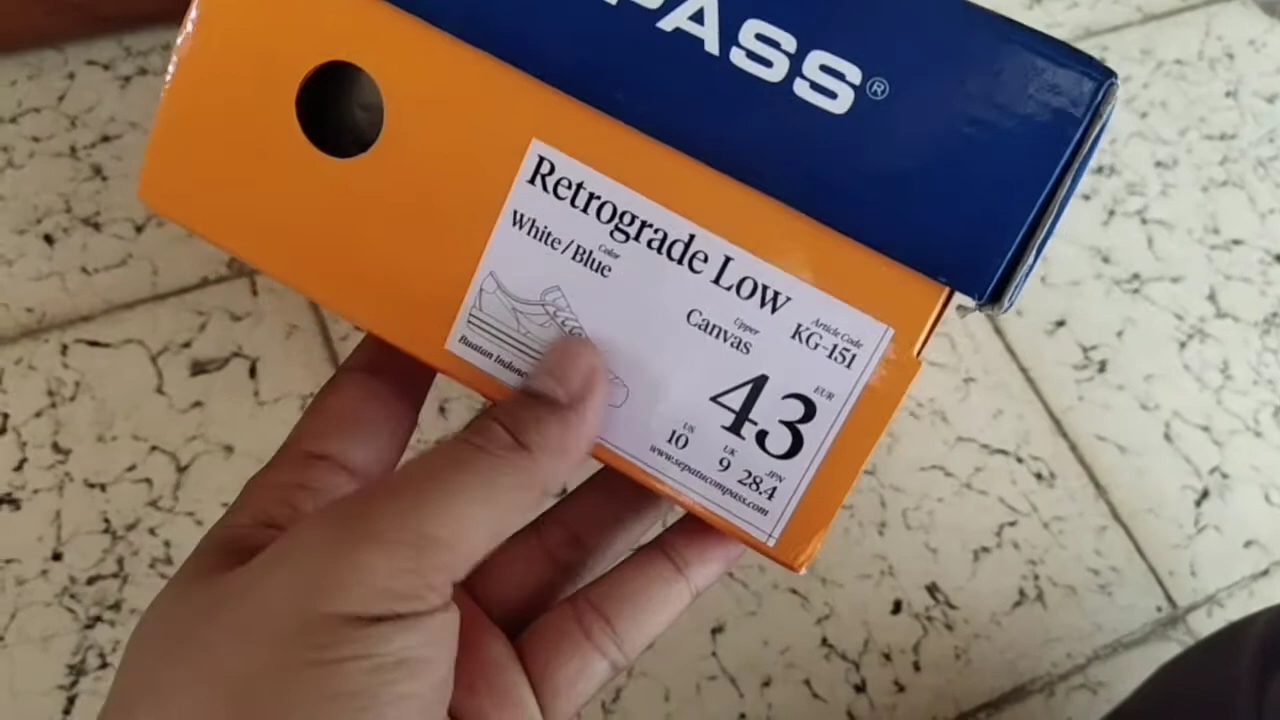 PASS®
Retrograde Low
Color
White/Blue
Upper
Canvas
Article Code
KG-151
Buatan
EUR
43
US
10
UK
9
JPN
28.4
www.sepatucompass.com